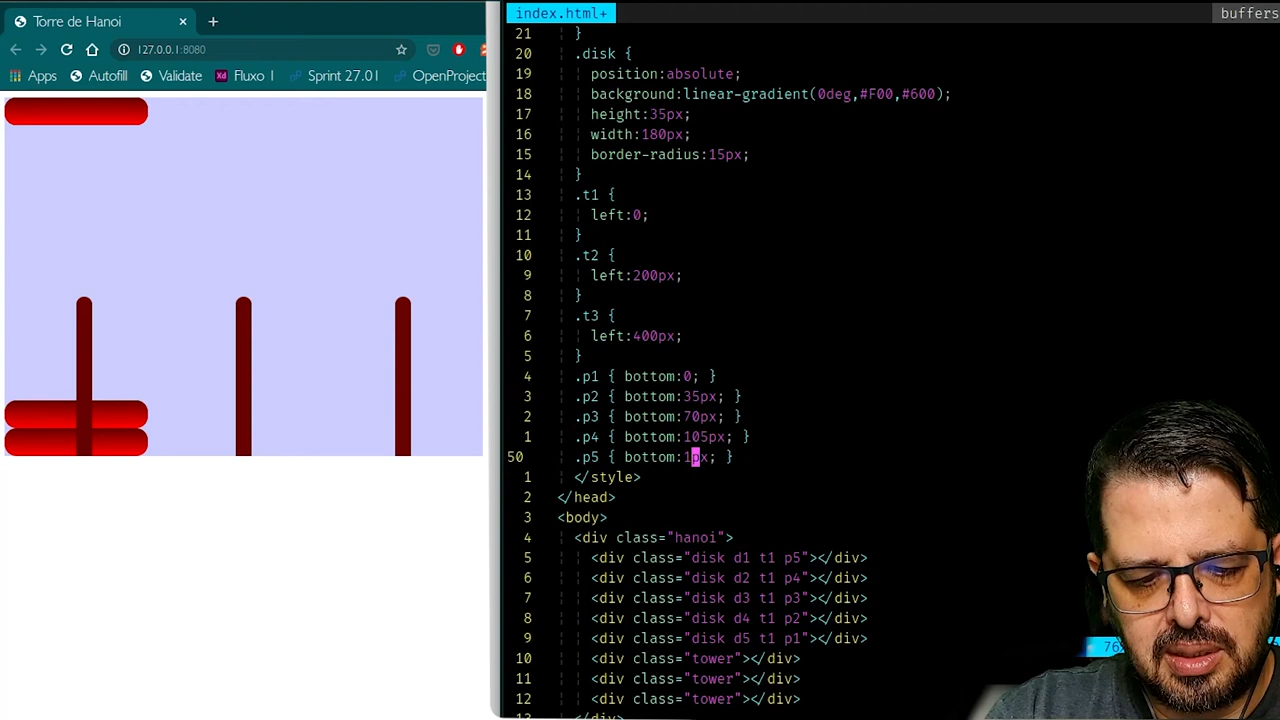 Torre de Hanoi
127.0.0.1:8080
Apps Autofill Validate Fluxo | Sprint 27.01 OpenProject
index.html+ buffers
21 }
20 .disk {
19 position:absolute;
18 background:linear-gradient(0deg,#F00,#600);
17 height:35px;
16 width:180px;
15 border-radius:15px;
14 }
13 .t1 {
12 left:0;
11 }
10 .t2 {
9 left:200px;
8 }
7 .t3 {
6 left:400px;
5 }
4 .p1 { bottom:0; }
3 .p2 { bottom:35px; }
2 .p3 { bottom:70px; }
1 .p4 { bottom:105px; }
50 .p5 { bottom:1px; }
1 </style>
2 </head>
3 <body>
4 <div class="hanoi">
5 <div class="disk d1 t1 p5"></div>
6 <div class="disk d2 t1 p4"></div>
7 <div class="disk d3 t1 p3"></div>
8 <div class="disk d4 t1 p2"></div>
9 <div class="disk d5 t1 p1"></div>
10 <div class="tower"></div>
11 <div class="tower"></div>
12 <div class="tower"></div>
13 </div>